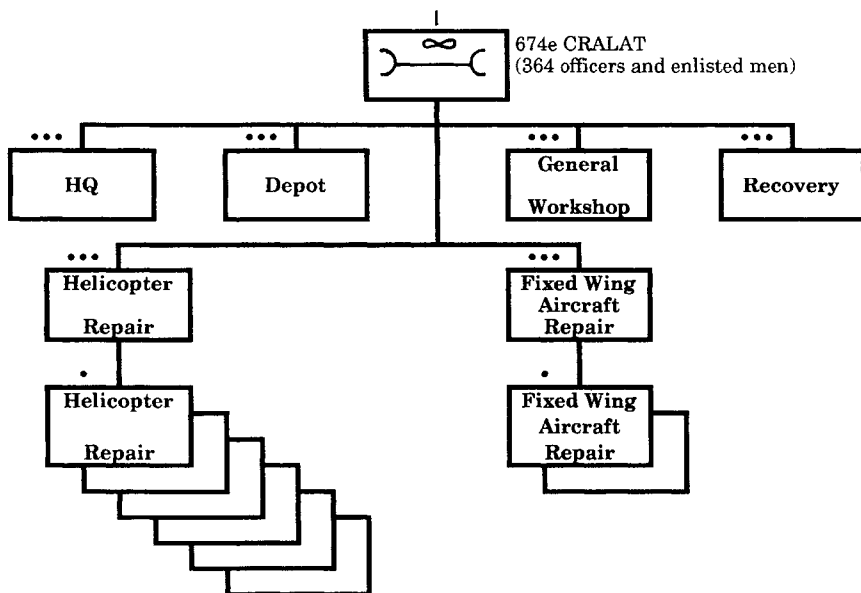 674e CRALAT
(364 officers and enlisted men)
HQ
Depot
General
Workshop
Recovery
Helicopter
Repair
Fixed Wing
Aircraft
Repair
Helicopter
Repair
Fixed Wing
Aircraft
Repair